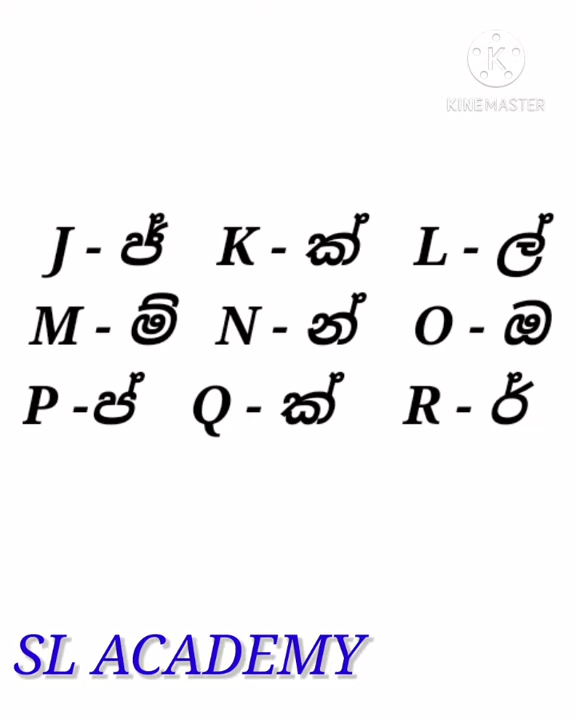 K
KINEMASTER
J - ජ් K - ක් L - ල්
M - ම් N - න් O - ඔ
P -ප් Q - ක් R - ර්
SL ACADEMY